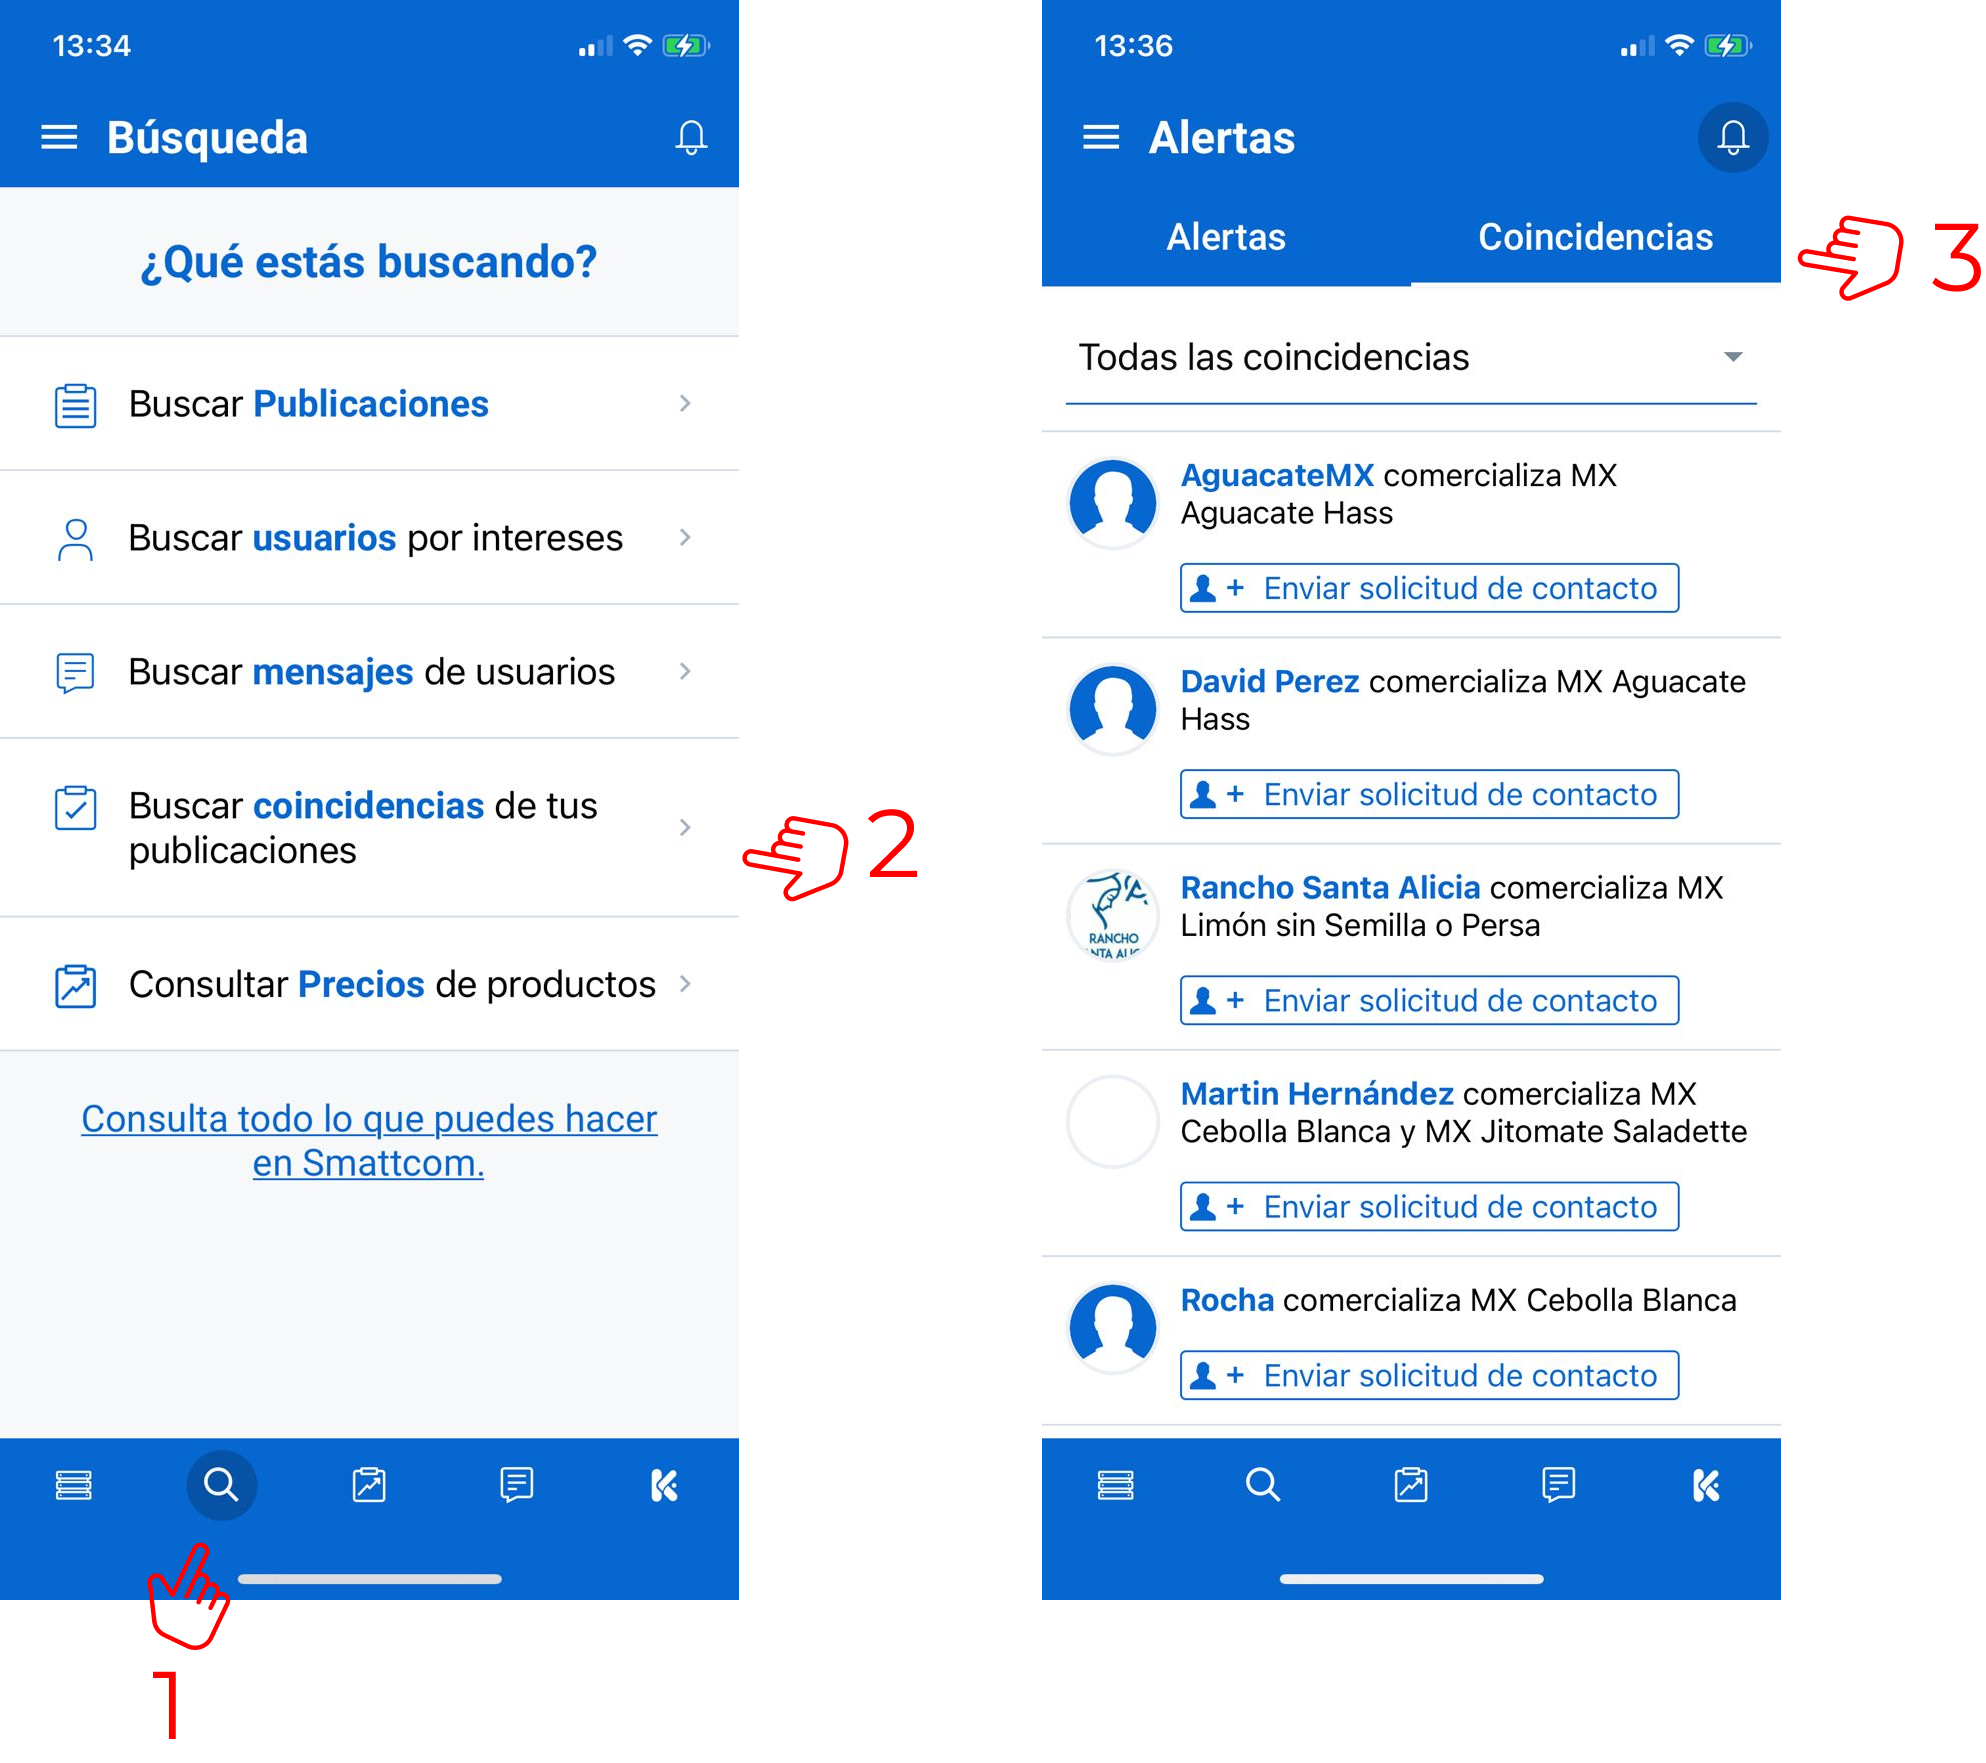 13:34
Búsqueda
¿Qué estás buscando?
Buscar Publicaciones
Buscar usuarios por intereses
Buscar mensajes de usuarios
Buscar coincidencias de tus
publicaciones
2
Consultar Precios de productos
Consulta todo lo que puedes hacer
en Smattcom.
1
13:36
Alertas
Alertas
Coincidencias
3
Todas las coincidencias
AguacateMX comercializa MX
Aguacate Hass
+ Enviar solicitud de contacto
David Perez comercializa MX Aguacate
Hass
+ Enviar solicitud de contacto
RANCHO
Rancho Santa Alicia comercializa MX
Limón sin Semilla o Persa
+ Enviar solicitud de contacto
Martin Hernández comercializa MX
Cebolla Blanca y MX Jitomate Saladette
+ Enviar solicitud de contacto
Rocha comercializa MX Cebolla Blanca
+ Enviar solicitud de contacto